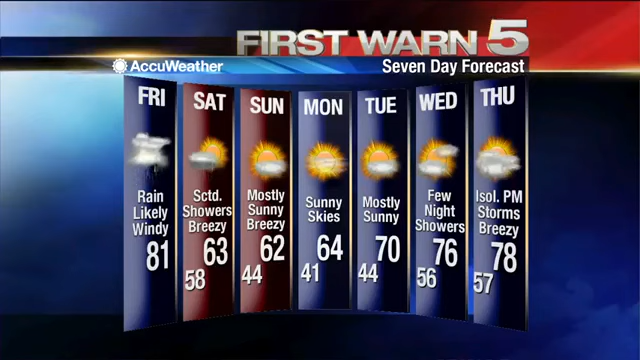 FIRST WARN 5
AccuWeather
Seven Day Forecast
FRI
Rain
Likely
Windy
81
SAT
Sctd.
Showers
Breezy
63
58
SUN
Mostly
Sunny
Breezy
62
44
MON
Sunny
Skies
64
41
TUE
Mostly
Sunny
70
44
WED
Few
Night
Showers
76
56
THU
Isol. PM
Storms
Breezy
78
57